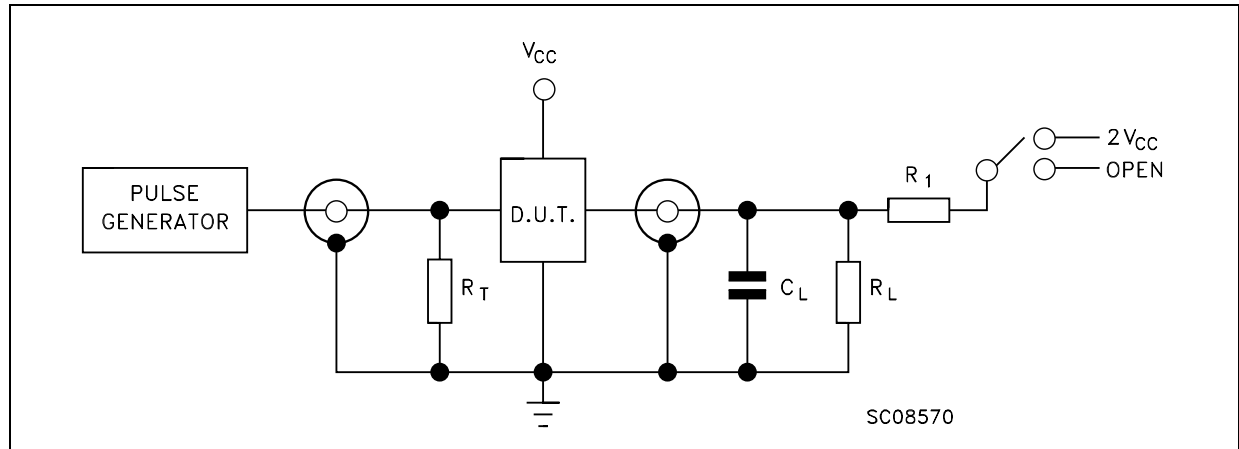 VCC
2VCC
OPEN
R1
PULSE
GENERATOR
D.U.T.
RT
CL
RL
SC08570